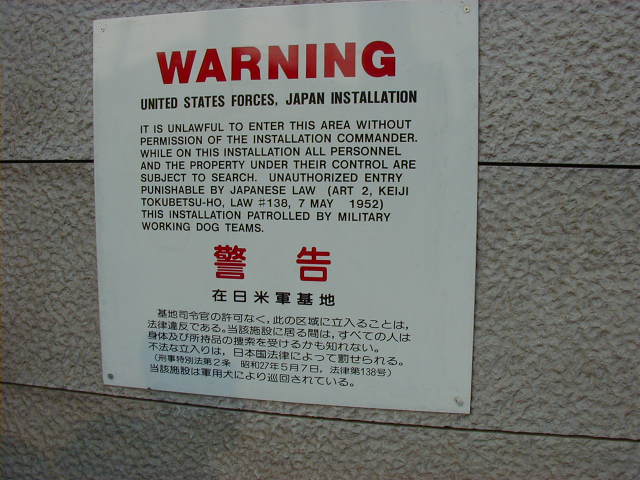 WARNING
UNITED STATES FORCES, JAPAN INSTALLATION
IT IS UNLAWFUL TO ENTER THIS AREA WITHOUT
PERMISSION OF THE INSTALLATION COMMANDER.
WHILE ON THIS INSTALLATION ALL PERSONNEL
AND THE PROPERTY UNDER THEIR CONTROL ARE
SUBJECT TO SEARCH. UNAUTHORIZED ENTRY
PUNISHABLE BY JAPANESE LAW (ART 2, KEIJI
TOKUBETSU-HO, LAW #138, 7 MAY 1952)
THIS INSTALLATION PATROLLED BY MILITARY
WORKING DOG TEAMS.
警告
在日米軍基地
基地司令官の許可なく，此の区域に立入ることは，
法律違反である。当該施設に居る間は，すべての人は
身体及び所持品の捜索を受けるかも知れない。
不法な立入りは，日本国法律によって罰せられる。
(刑事特別法第2条 昭和27年5月7日，法律第138号)
当該施設は軍用犬により巡回されている。